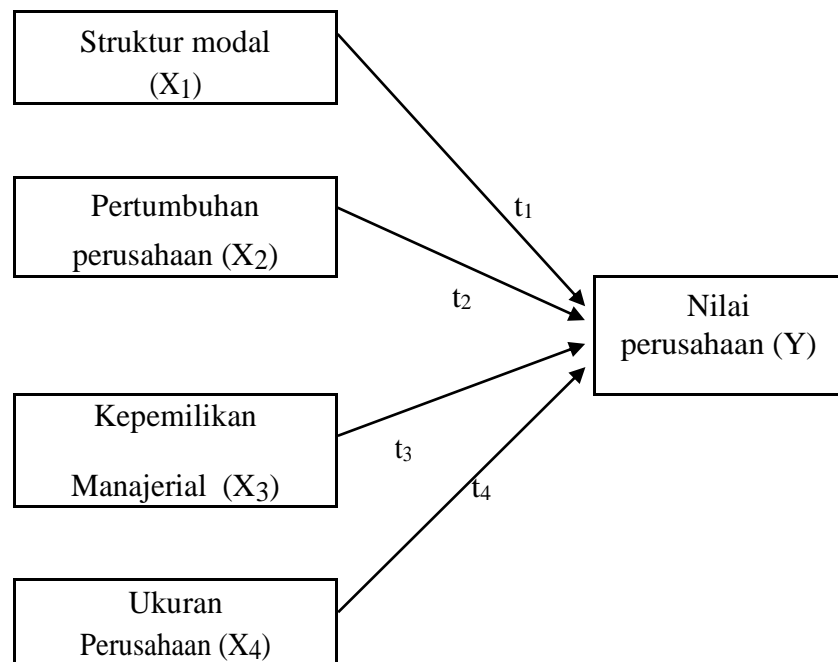 Struktur modal
(X1)
t1
Pertumbuhan
perusahaan (X2)
t2
Nilai
perusahaan (Y)
Kepemilikan
Manajerial (X3)
t3
t4
Ukuran
Perusahaan (X4)